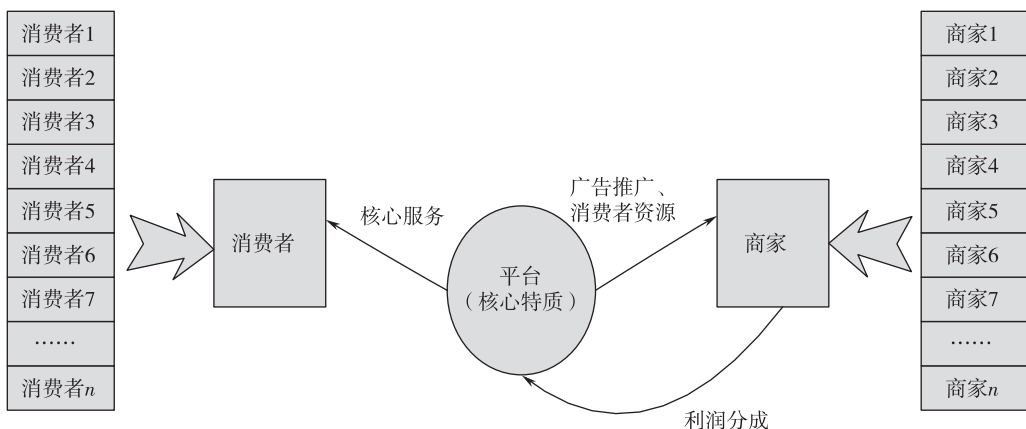 消费者1
消费者2
消费者3
消费者4
消费者5
消费者6
消费者7
……
消费者n
消费者
核心服务
平台
（核心特质）
广告推广、
消费者资源
商家
利润分成
商家1
商家2
商家3
商家4
商家5
商家6
商家7
……
商家n